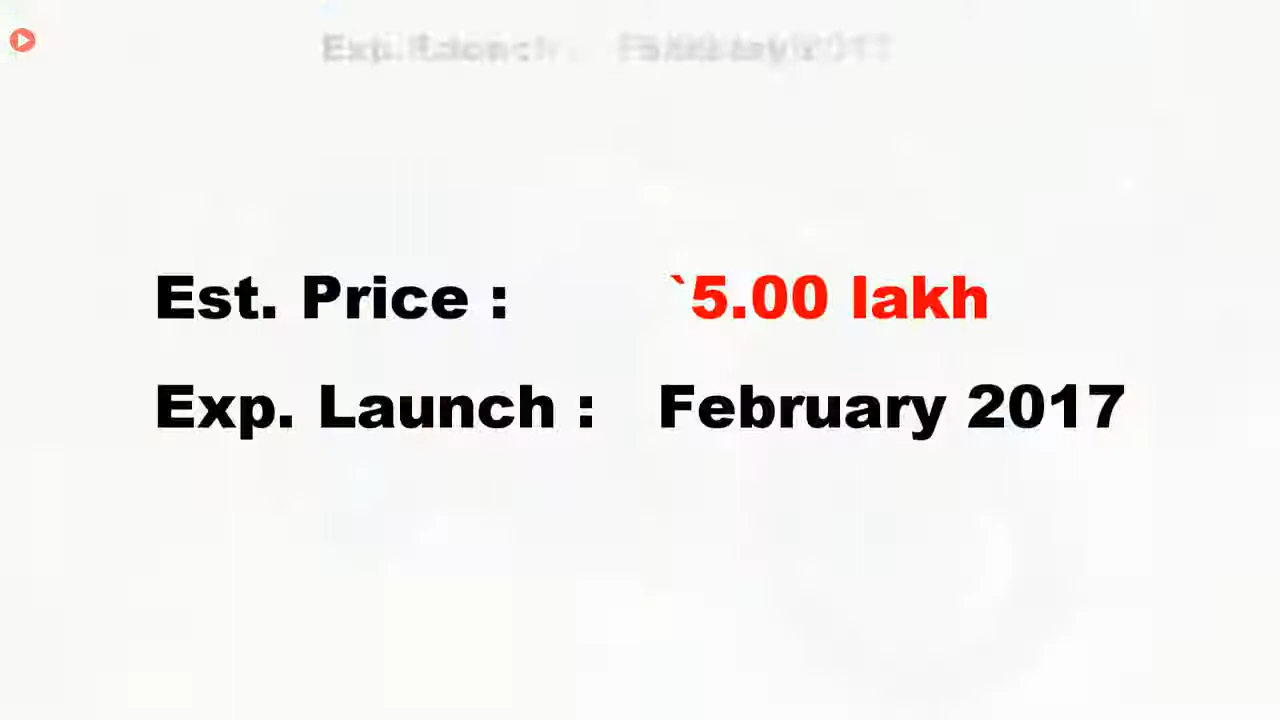 Est. Price : `5.00 lakh
Exp. Launch : February 2017